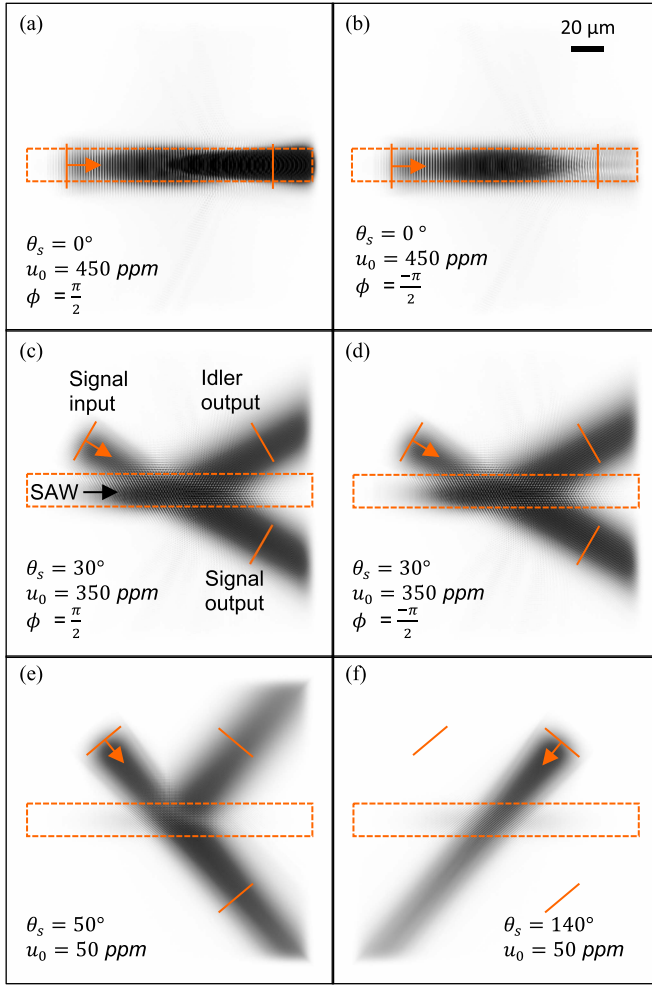 (a)
θₛ = 0°
u₀ = 450 ppm
ϕ = π/2
(b)
20 μm
θₛ = 0 °
u₀ = 450 ppm
ϕ = −π/2
(c)
Signal
input
Idler
output
SAW
θₛ = 30°
u₀ = 350 ppm
ϕ = π/2
Signal
output
(d)
θₛ = 30°
u₀ = 350 ppm
ϕ = −π/2
(e)
θₛ = 50°
u₀ = 50 ppm
(f)
θₛ = 140°
u₀ = 50 ppm